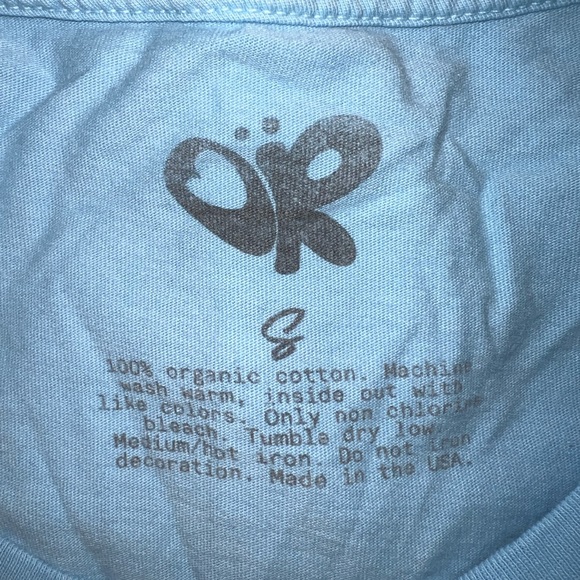 OR
S
100% organic cotton. Machine
wash warm, inside out with
like colors. Only non chlorine
bleach. Tumble dry low.
Medium/hot iron. Do not iron
decoration. Made in the USA.